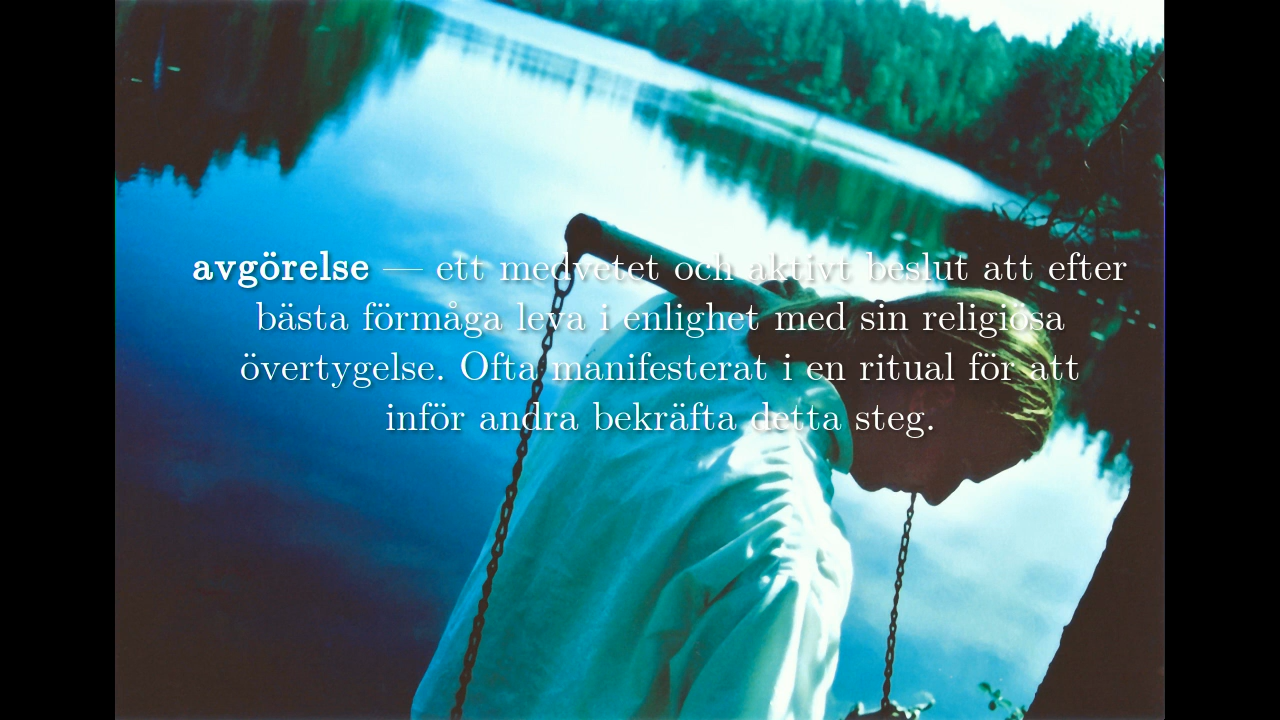 avgörelse — ett medvetet och aktivt beslut att efter
bästa förmåga leva i enlighet med sin religiösa
övertygelse. Ofta manifesterat i en ritual för att
inför andra bekräfta detta steg.